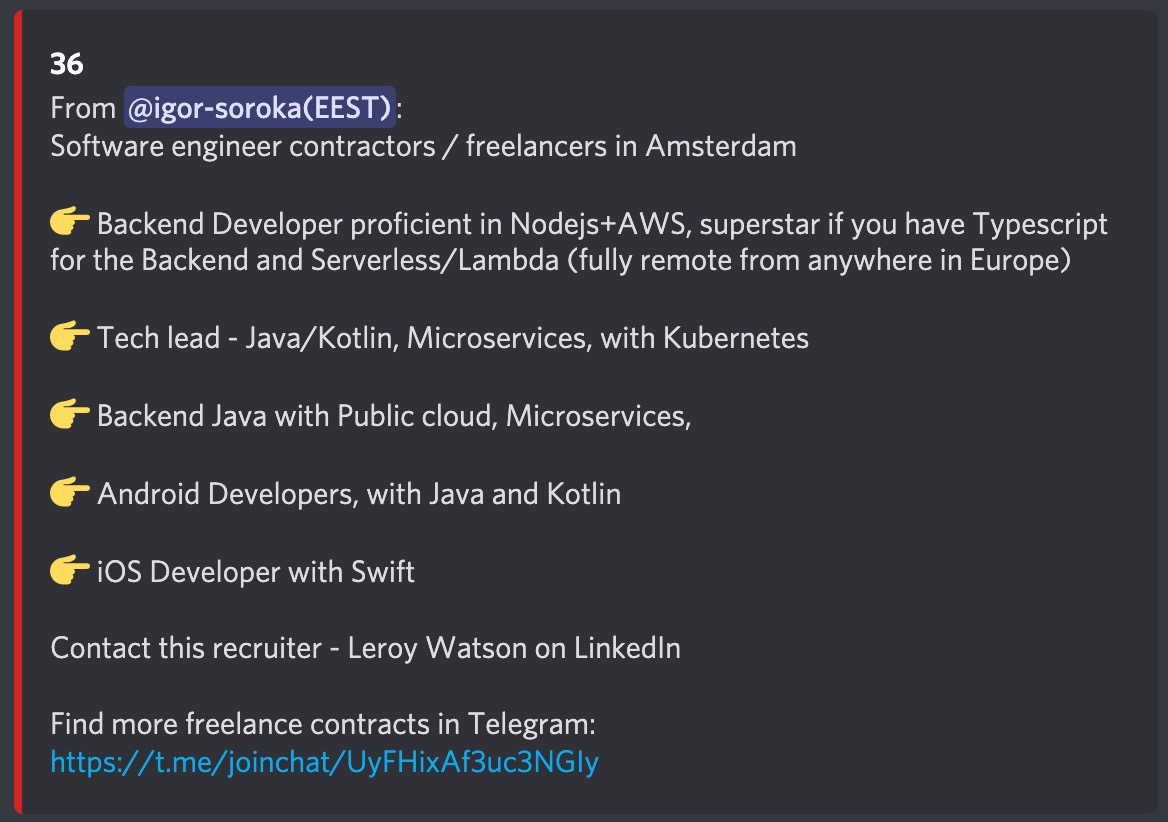 36
From @igor-soroka(EEST):
Software engineer contractors / freelancers in Amsterdam
👉 Backend Developer proficient in Nodejs+AWS, superstar if you have Typescript
for the Backend and Serverless/Lambda (fully remote from anywhere in Europe)
👉 Tech lead - Java/Kotlin, Microservices, with Kubernetes
👉 Backend Java with Public cloud, Microservices,
👉 Android Developers, with Java and Kotlin
👉 iOS Developer with Swift
Contact this recruiter - Leroy Watson on LinkedIn
Find more freelance contracts in Telegram:
https://t.me/joinchat/UyFHixAf3uc3NGIy